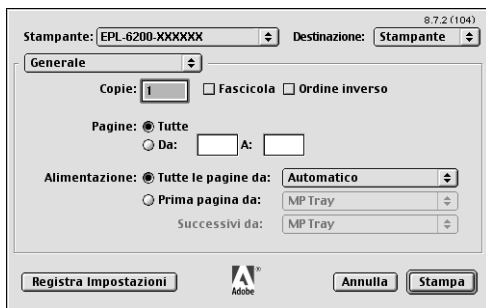 8.7.2 (104)
Stampante: EPL-6200-XXXXXX Destinazione: Stampante
Generale
Copie: 1 Fascicola Ordine inverso
Pagine: Tutte
Da: A:
Alimentazione: Tutte le pagine da: Automatico
Prima pagina da: MP Tray
Successivi da: MP Tray
Registra Impostazioni Adobe ® Annulla Stampa